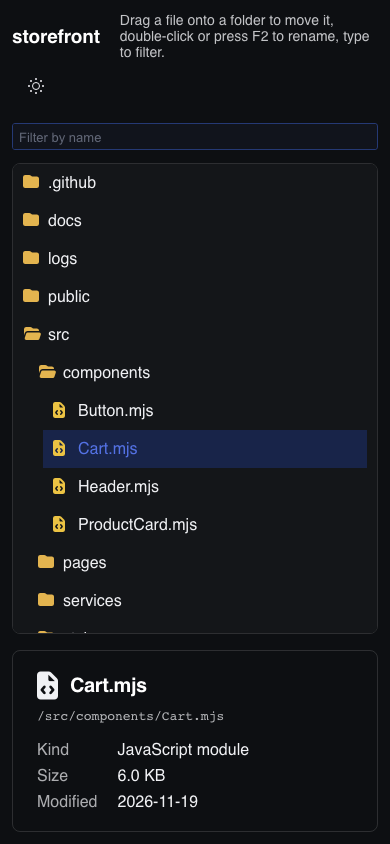 storefront
Drag a file onto a folder to move it,
double-click or press F2 to rename, type
to filter.
Filter by name
.github
docs
logs
public
src
components
Button.mjs
Cart.mjs
Header.mjs
ProductCard.mjs
pages
services
Cart.mjs
/src/components/Cart.mjs
Kind JavaScript module
Size 6.0 KB
Modified 2026-11-19